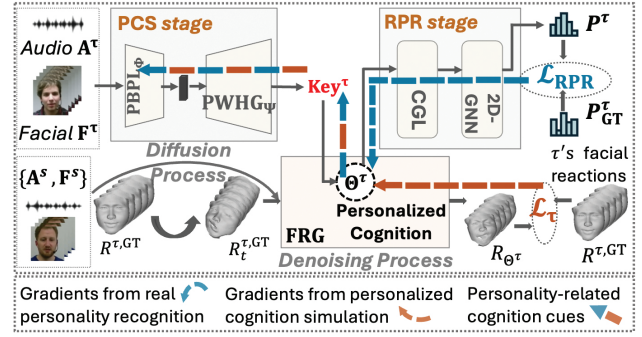 PCS stage
RPR stage
Audio A^τ
Facial F^τ
PBPL_Φ
PWHG_Ψ
Key^τ
CGL
2D-GNN
P^τ
ℒ_RPR
P^τ_GT
Diffusion
Process
{A^s, F^s}
R^τ,GT
R_t^τ,GT
Θ^τ
Personalized
Cognition
FRG
Denoising Process
R_Θ^τ
ℒ_τ
τ's facial
reactions
R^τ,GT
Gradients from real
personality recognition
Gradients from personalized
cognition simulation
Personality-related
cognition cues